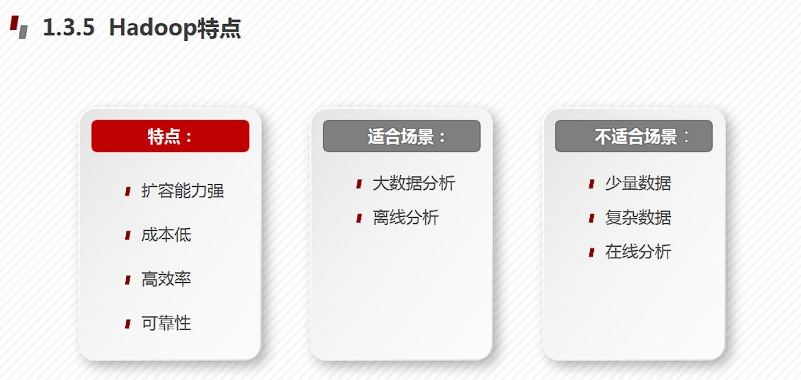 1.3.5 Hadoop特点
特点：
扩容能力强
成本低
高效率
可靠性
适合场景：
大数据分析
离线分析
不适合场景：
少量数据
复杂数据
在线分析